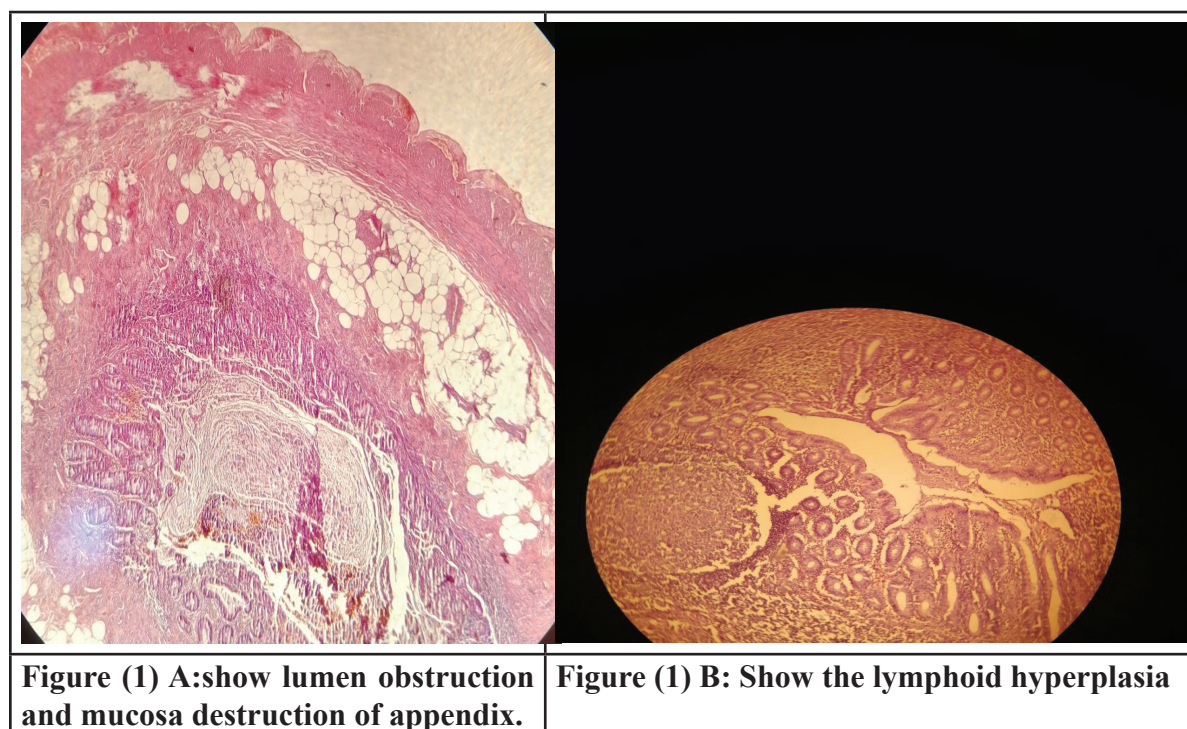 Figure (1) A:show lumen obstruction
and mucosa destruction of appendix.
Figure (1) B: Show the lymphoid hyperplasia